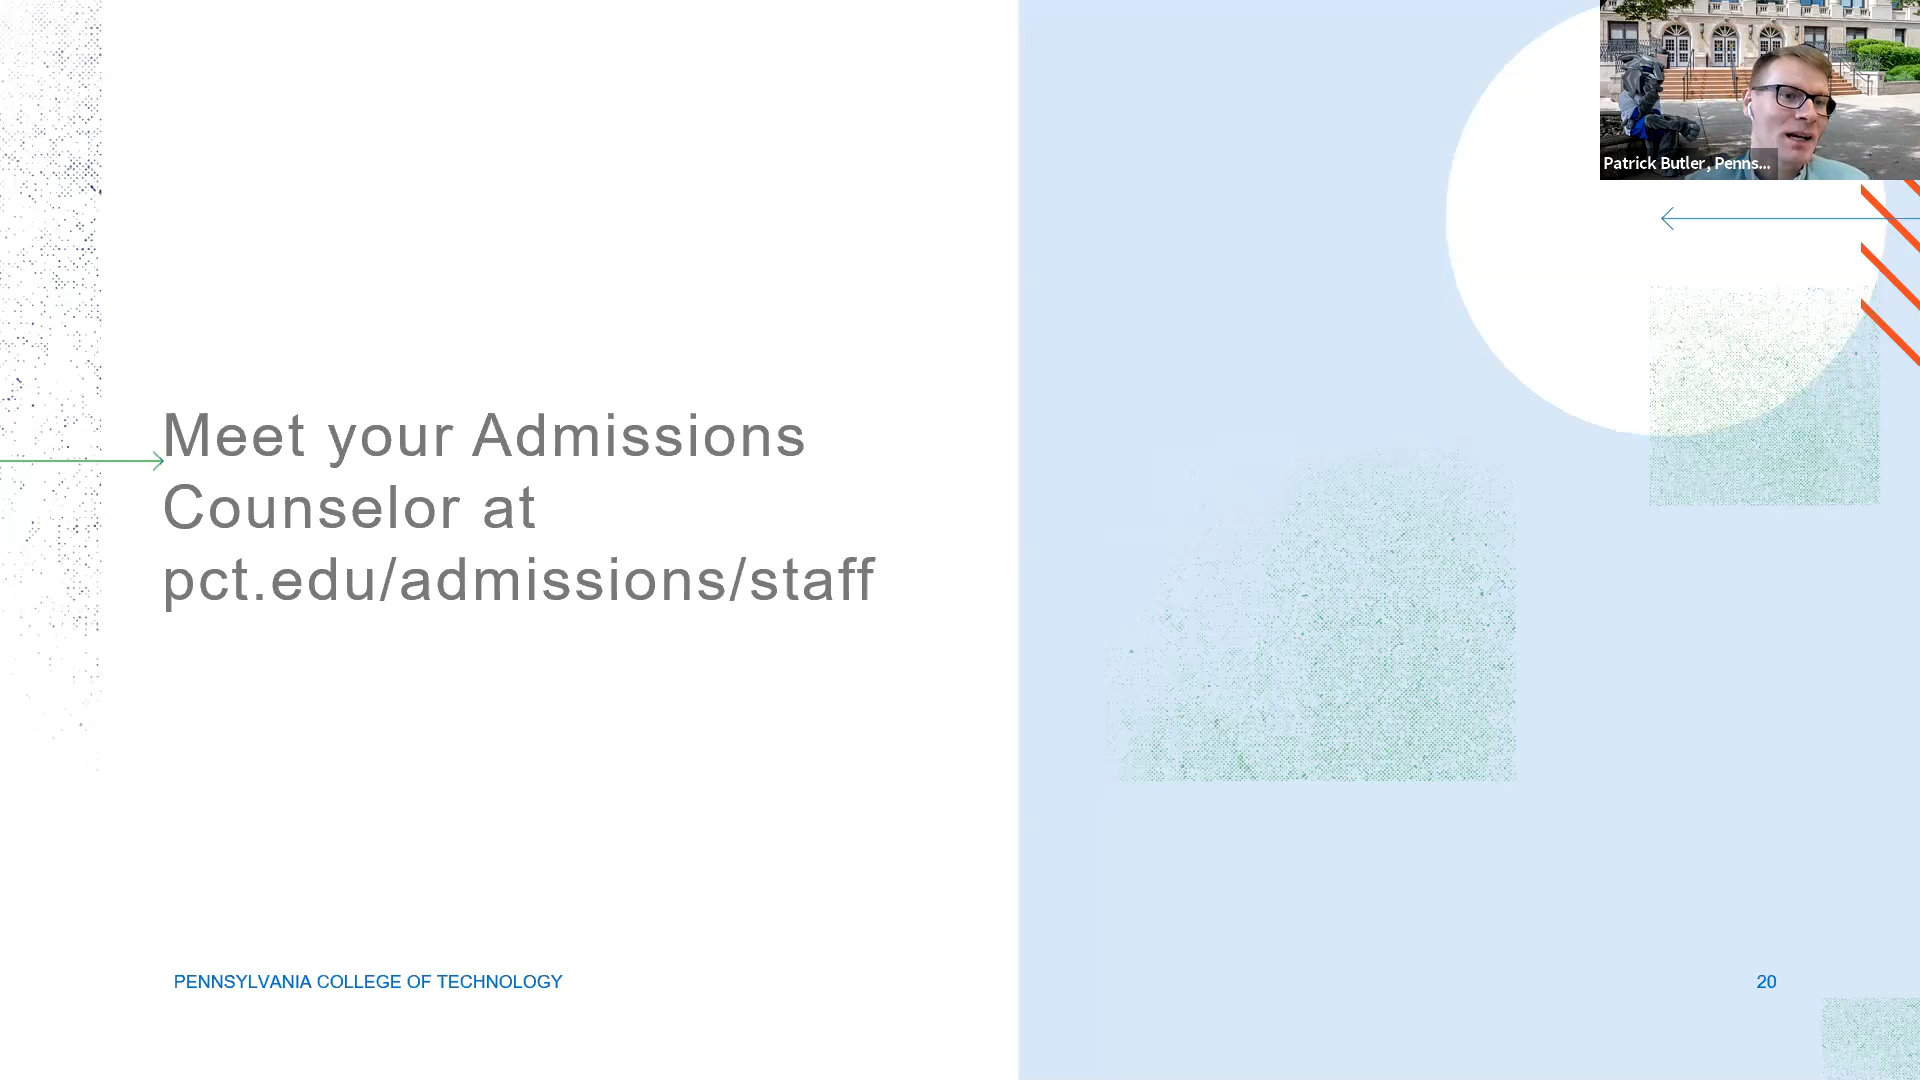 Patrick Butler, Penns...
Meet your Admissions
Counselor at
pct.edu/admissions/staff
PENNSYLVANIA COLLEGE OF TECHNOLOGY
20